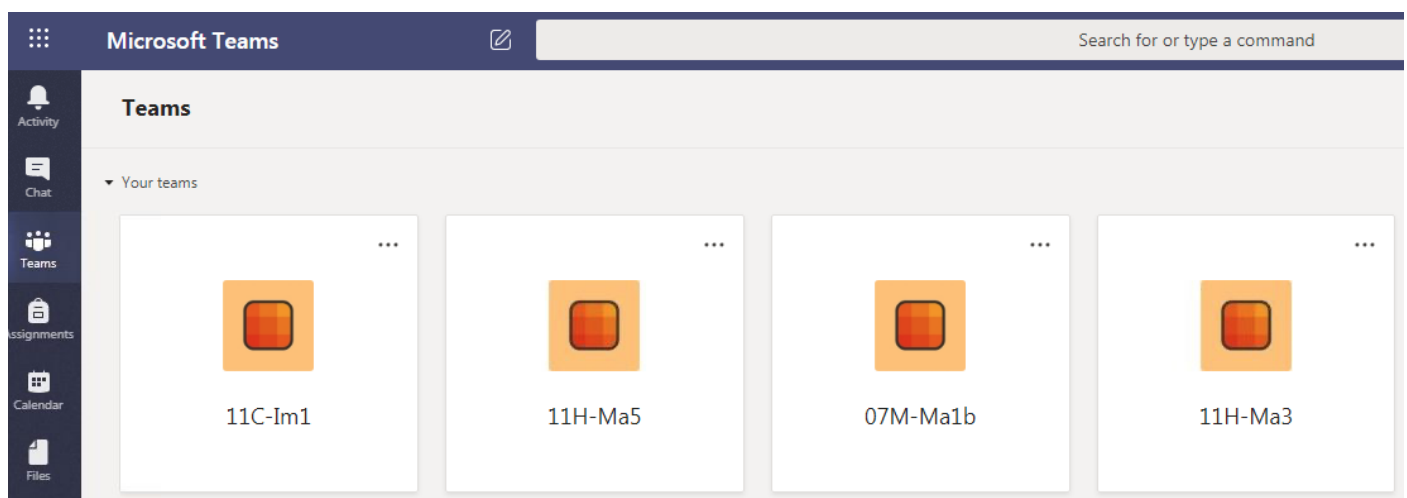 Microsoft Teams
Search for or type a command
Activity
Teams
Chat
Your teams
Teams
Assignments
Calendar
Files
11C-Im1
11H-Ma5
07M-Ma1b
11H-Ma3